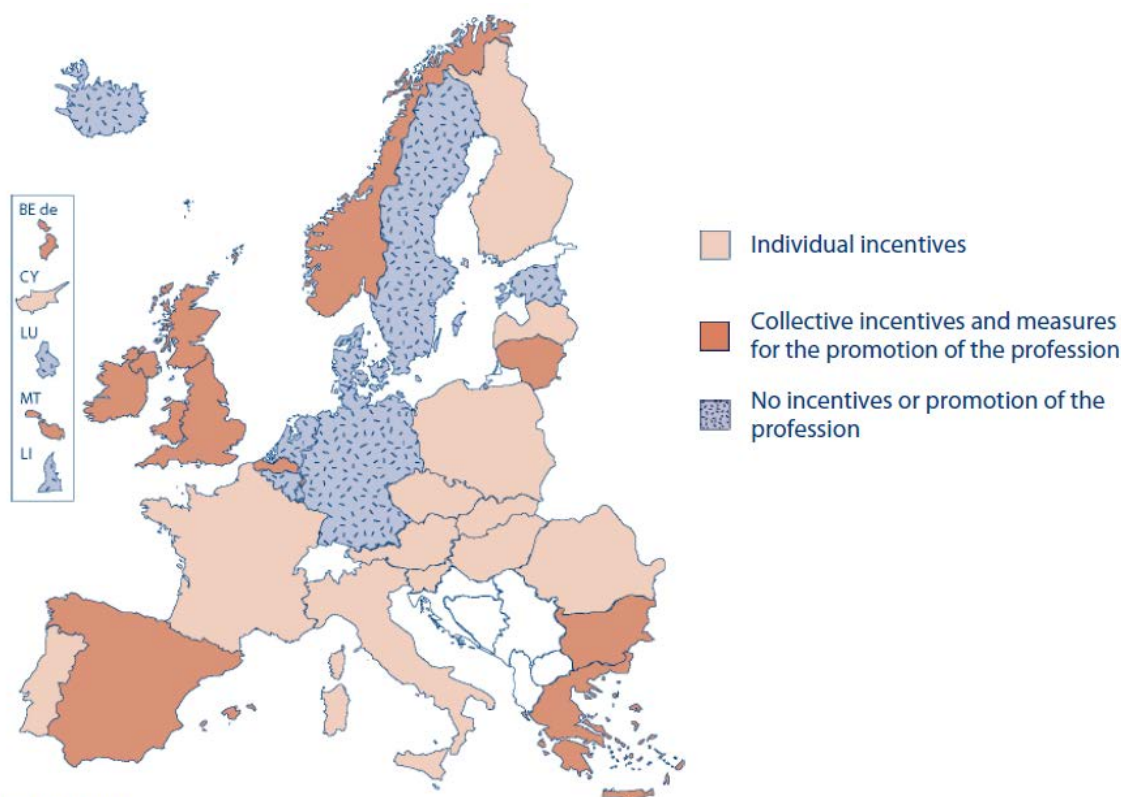 BE de
CY
LU
MT
LI
Individual incentives
Collective incentives and measures
for the promotion of the profession
No incentives or promotion of the
profession